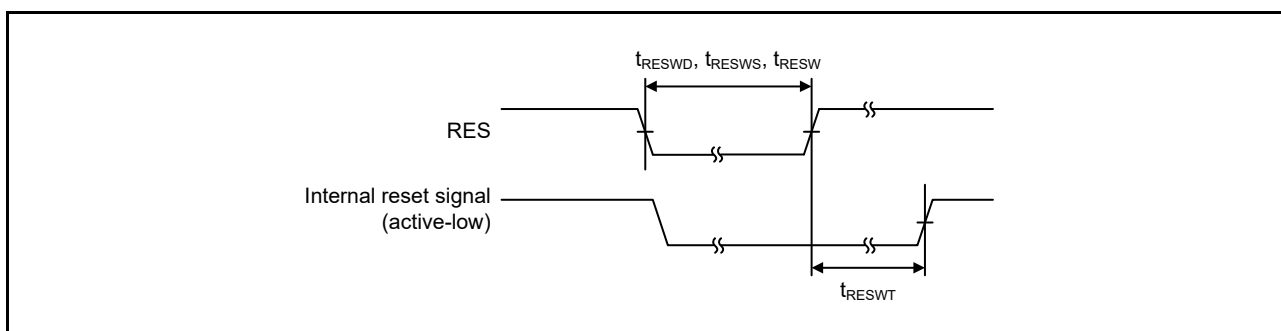 tRESWD, tRESWS, tRESW
RES
Internal reset signal
(active-low)
tRESWT